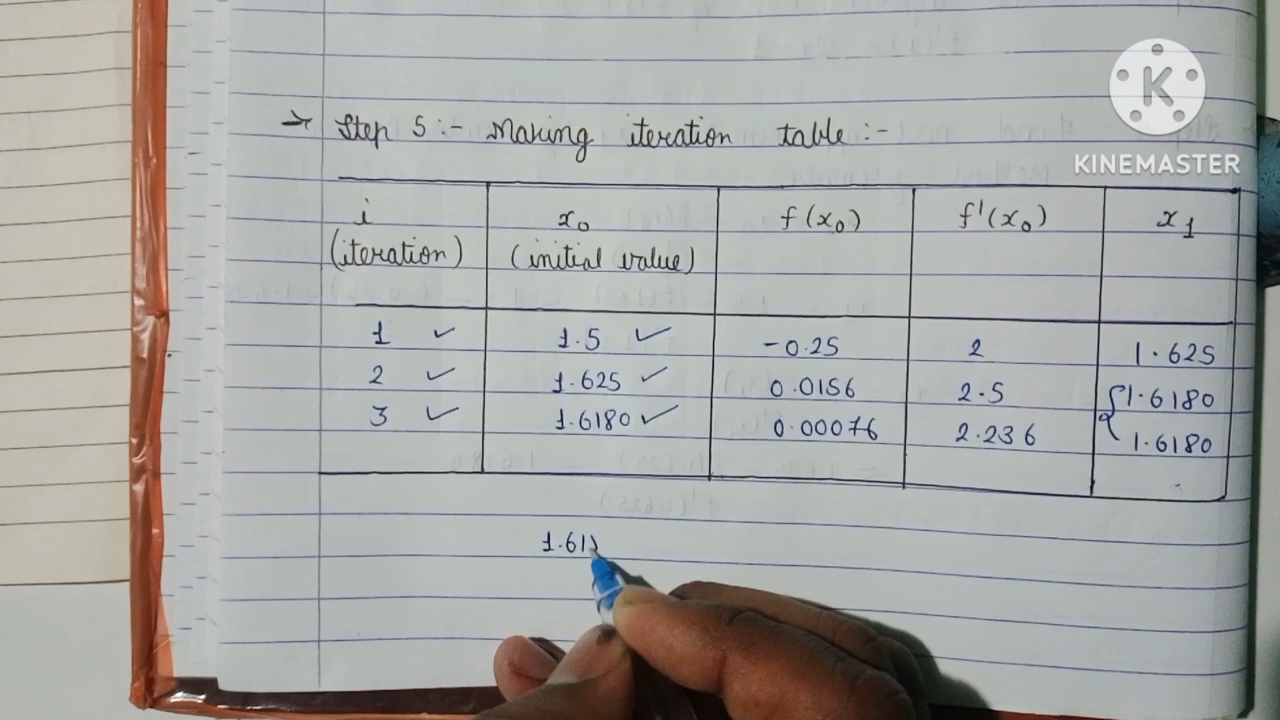 K
KINEMASTER
→ Step 5:- Making iteration table:-
i (iteration) x₀ (initial value) f(x₀) f'(x₀) x₁
1 ✓ 1.5 ✓ -0.25 2 1.625
2 ✓ 1.625 ✓ 0.0156 2.5 1.6180
3 ✓ 1.6180 ✓ 0.00076 2.236 1.6180
1.61